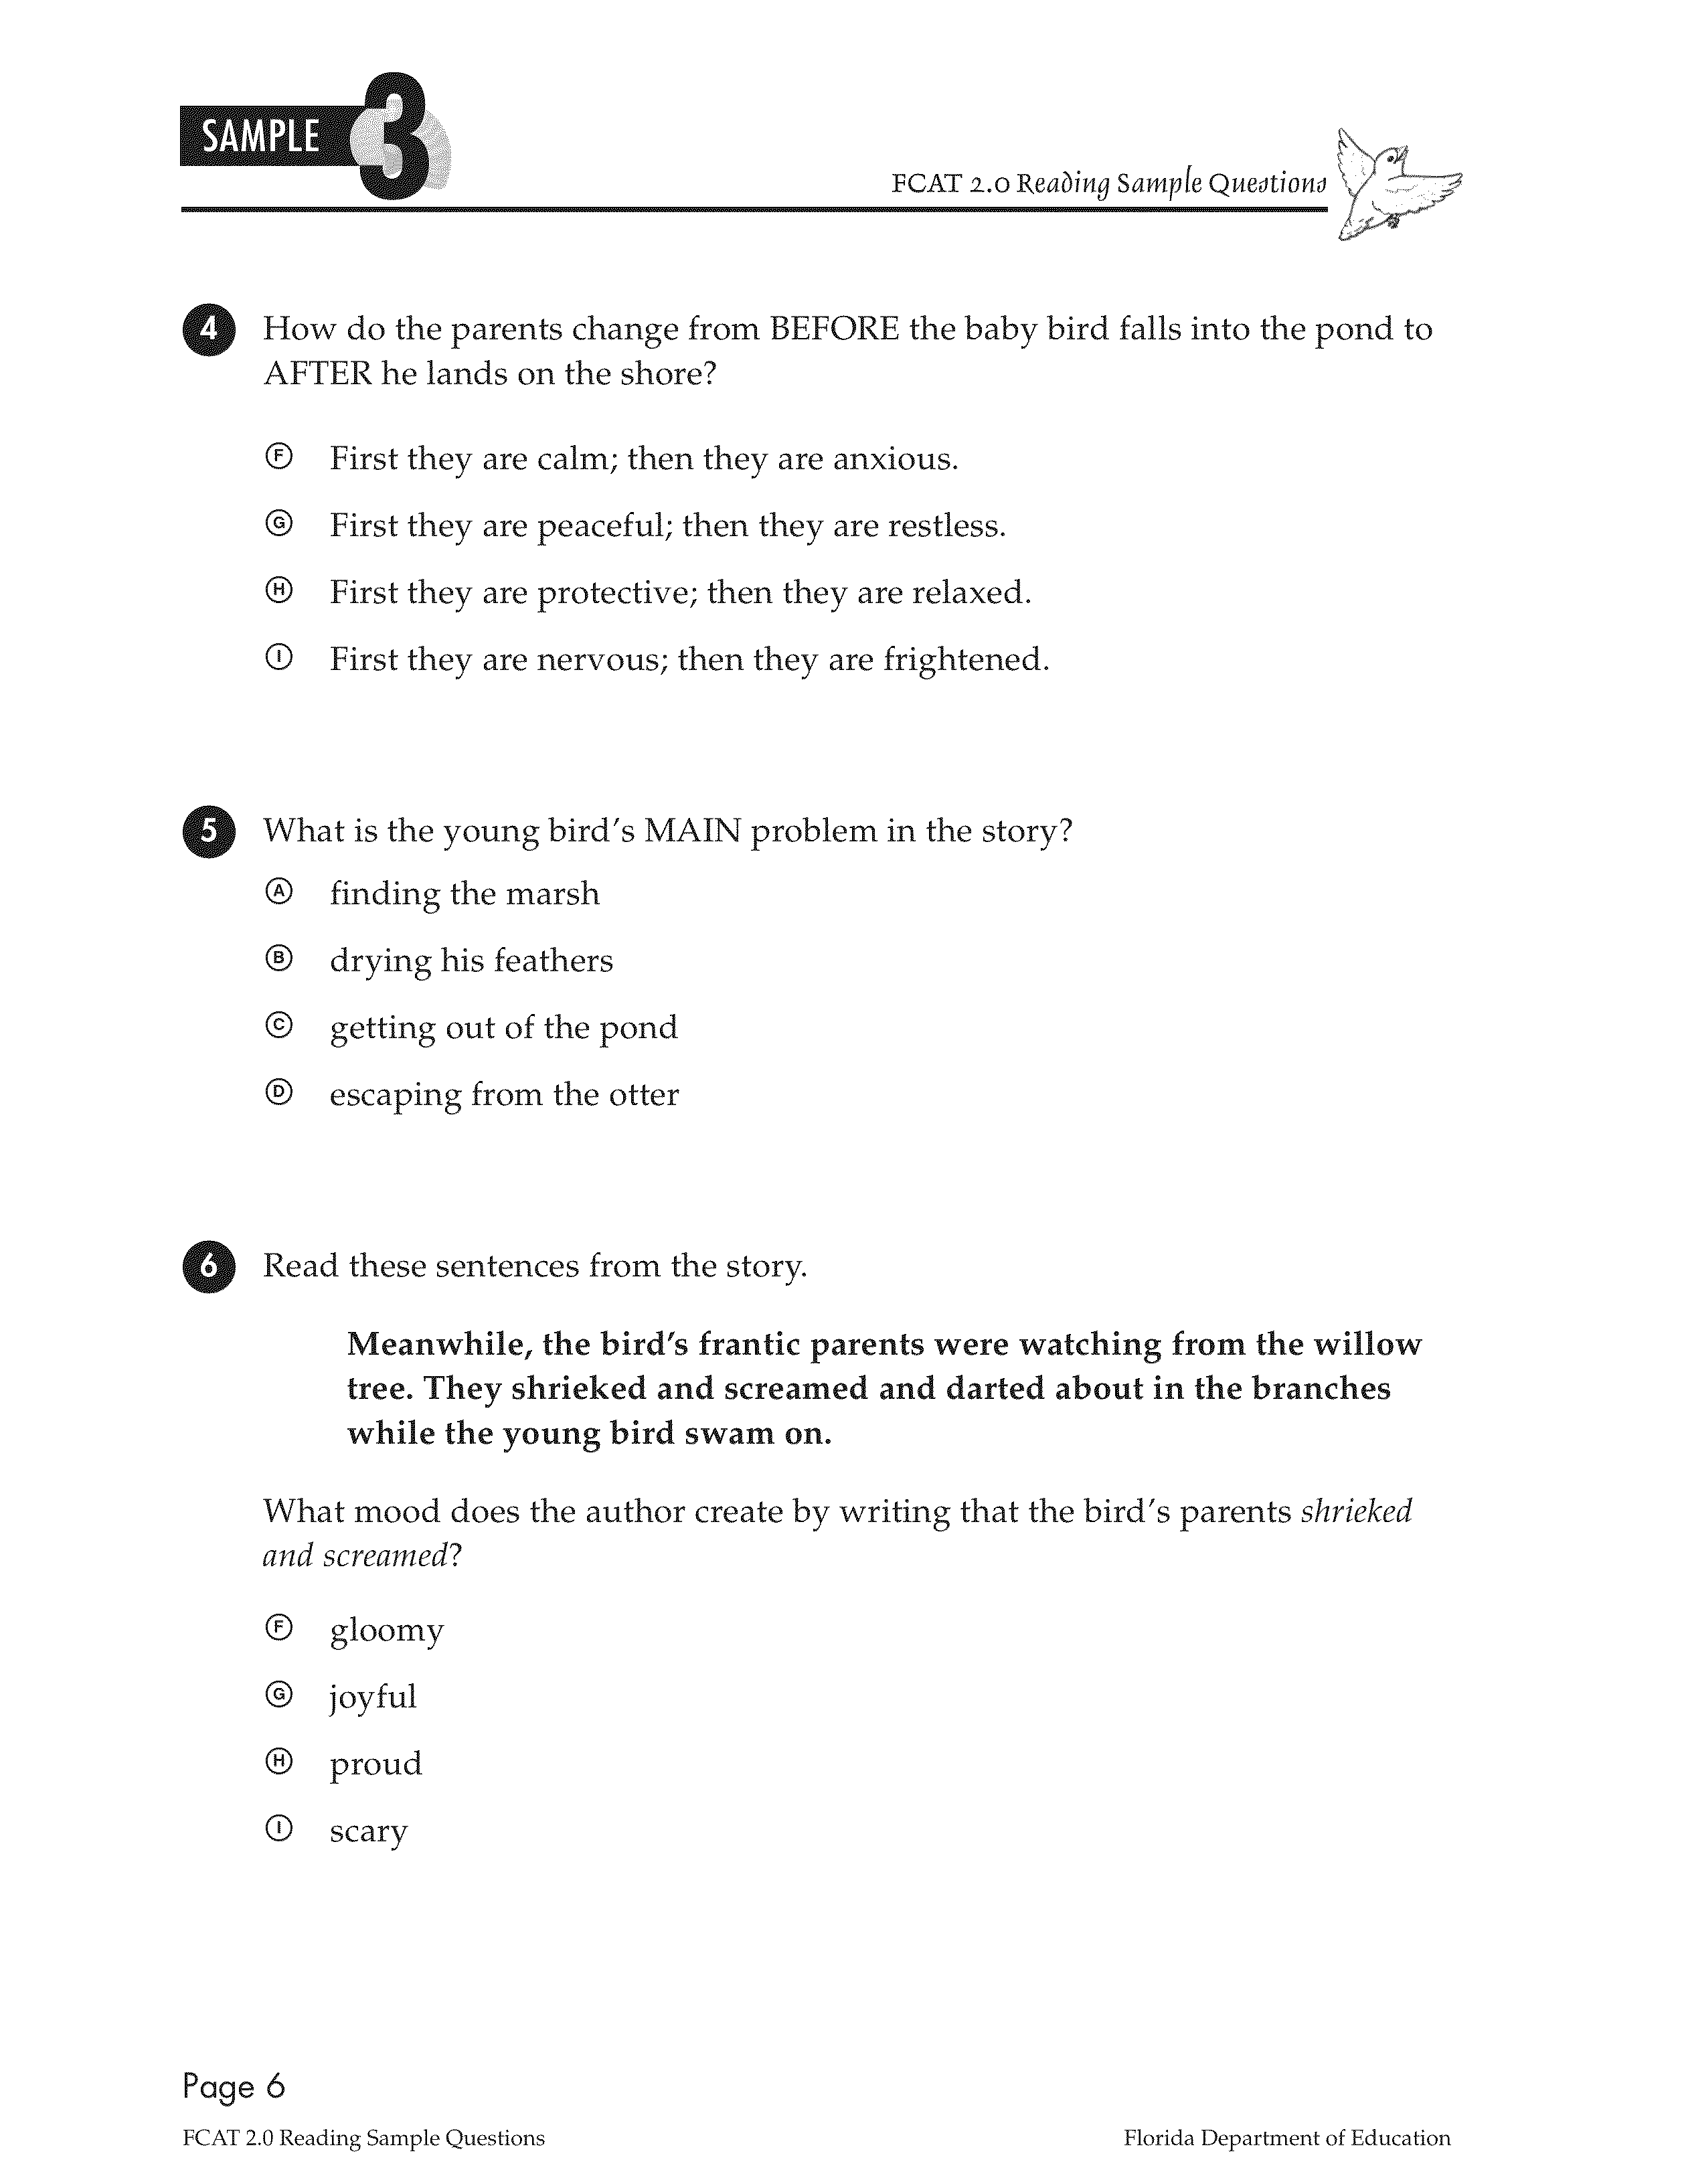 SAMPLE 3
FCAT 2.0 Reading Sample Questions
4 How do the parents change from BEFORE the baby bird falls into the pond to
AFTER he lands on the shore?
F First they are calm; then they are anxious.
G First they are peaceful; then they are restless.
H First they are protective; then they are relaxed.
I First they are nervous; then they are frightened.
5 What is the young bird's MAIN problem in the story?
A finding the marsh
B drying his feathers
C getting out of the pond
D escaping from the otter
6 Read these sentences from the story.
Meanwhile, the bird's frantic parents were watching from the willow
tree. They shrieked and screamed and darted about in the branches
while the young bird swam on.
What mood does the author create by writing that the bird's parents shrieked
and screamed?
F gloomy
G joyful
H proud
I scary
Page 6
FCAT 2.0 Reading Sample Questions
Florida Department of Education